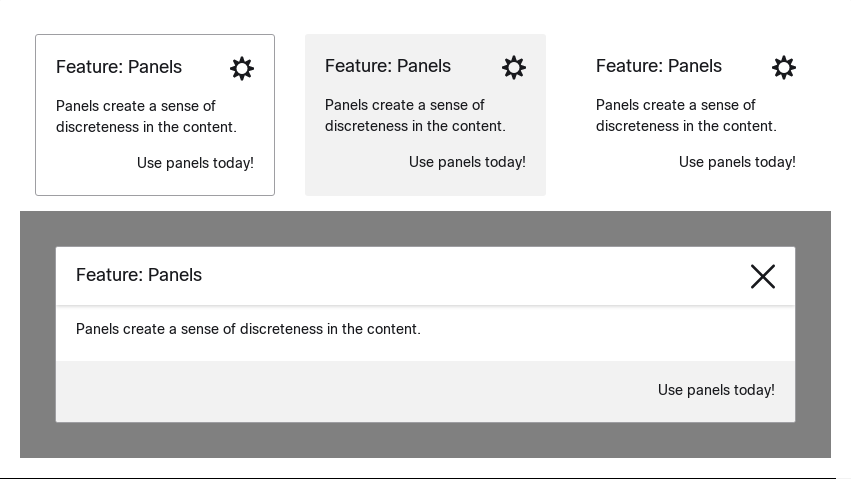 Feature: Panels
Panels create a sense of
discreteness in the content.
Use panels today!
Feature: Panels
Panels create a sense of
discreteness in the content.
Use panels today!
Feature: Panels
Panels create a sense of
discreteness in the content.
Use panels today!
Feature: Panels
Panels create a sense of discreteness in the content.
Use panels today!